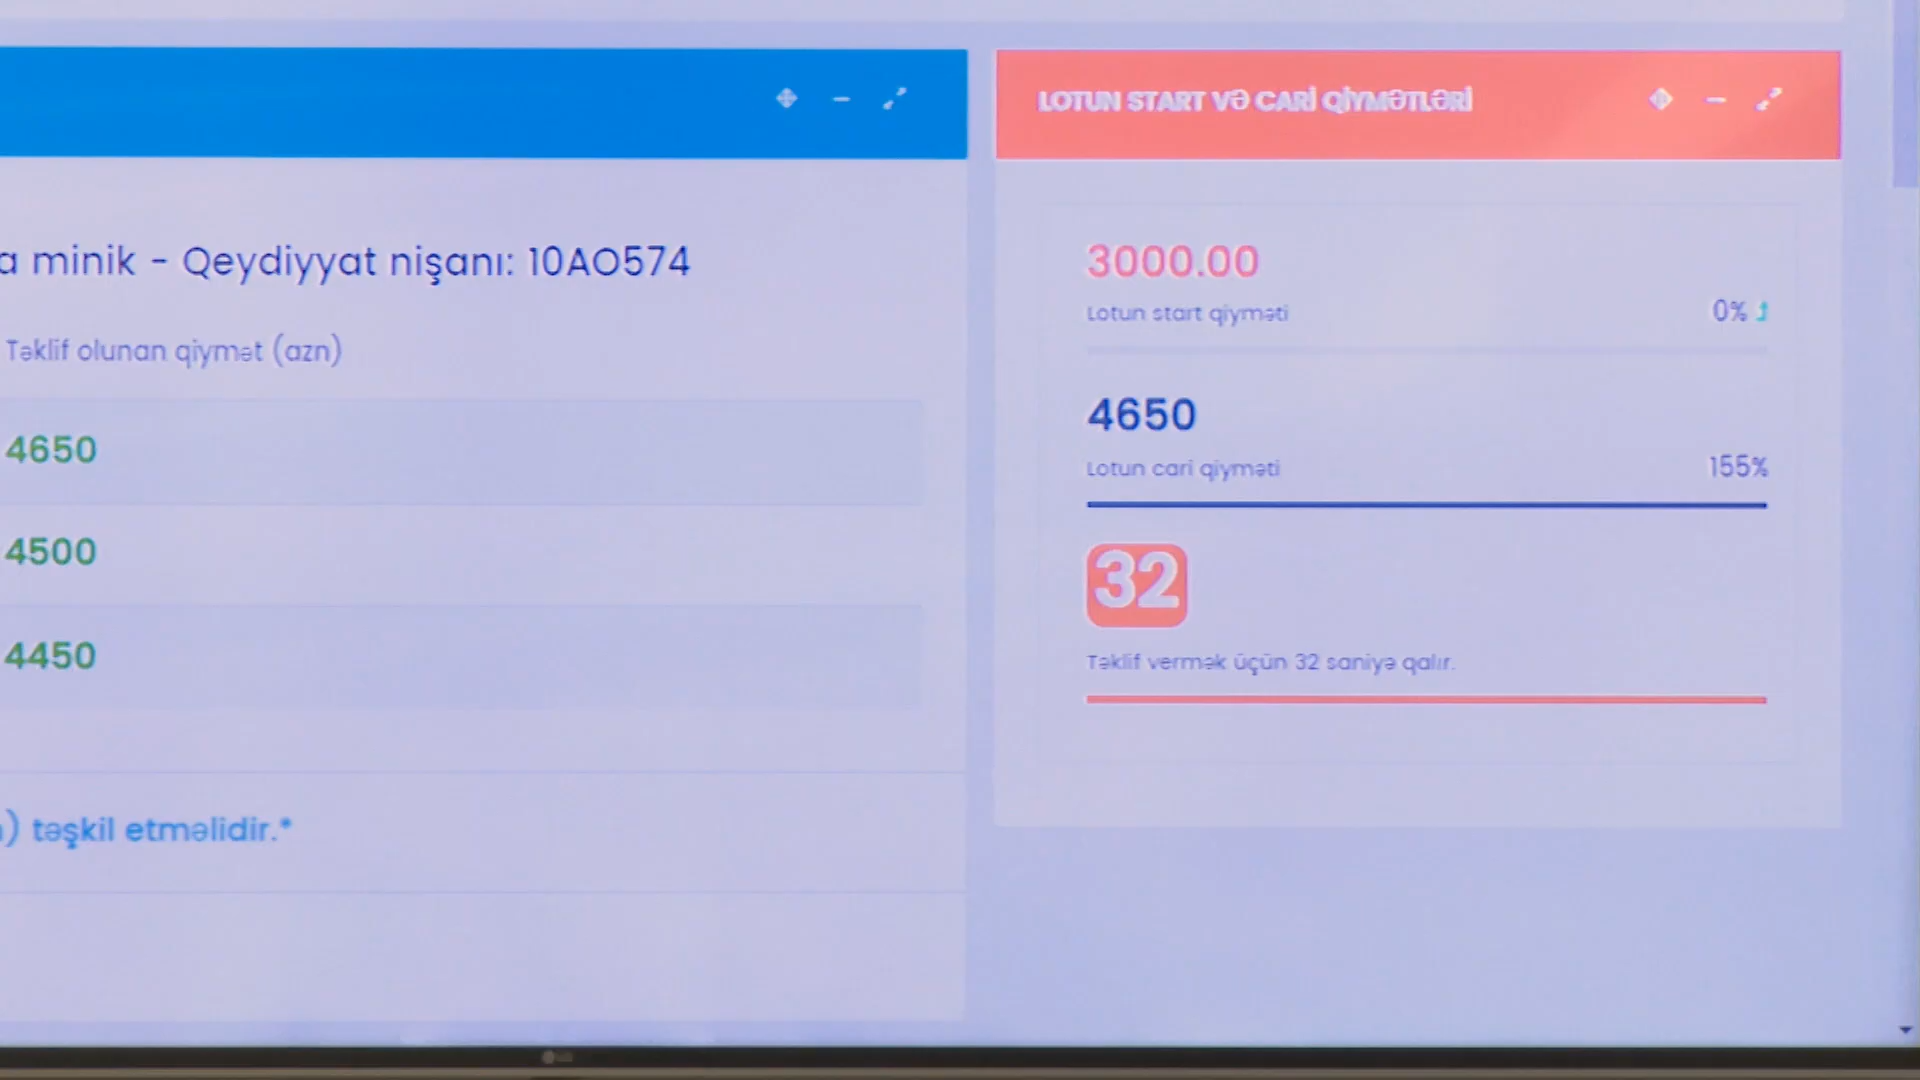 a minik - Qeydiyyat nişanı: 10AO574
Təklif olunan qiymət (azn)
4650
4500
4450
) təşkil etməlidir.*
LOTUN START VƏ CARİ QİYMƏTLƏRİ
3000.00
Lotun start qiyməti
0%
4650
Lotun cari qiyməti
155%
32
Təklif vermək üçün 32 saniyə qalır.